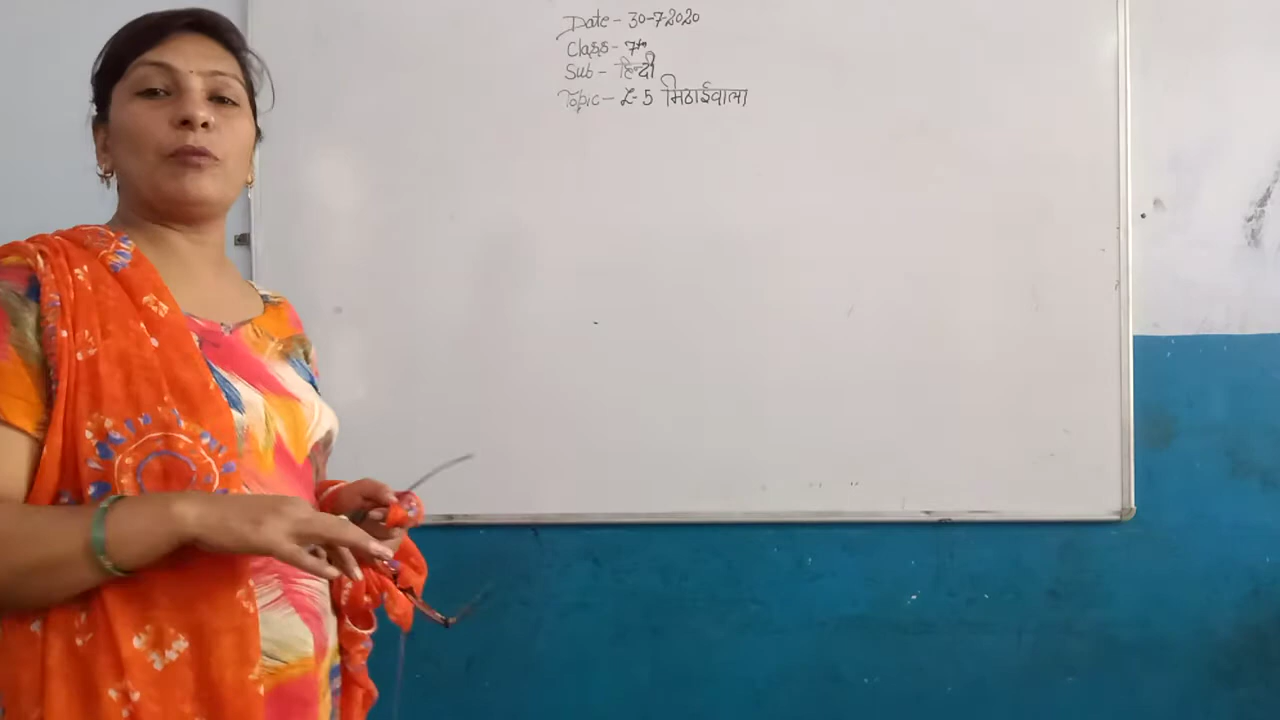 Date - 30-7-2020
Class - 7th
Sub - हिन्दी
Topic - L-5 मिठाईवाला